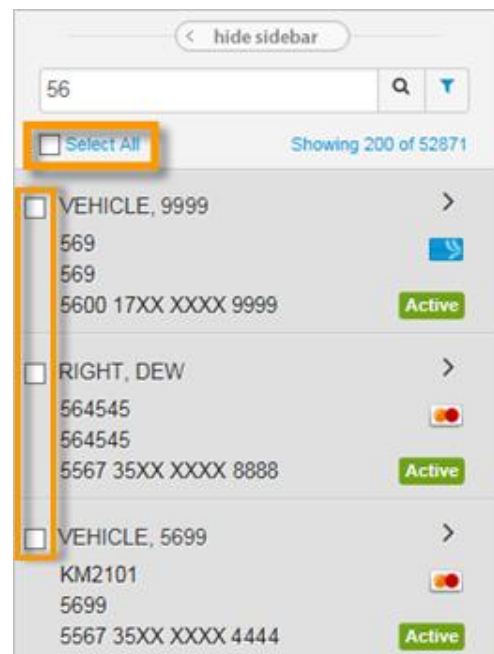 hide sidebar
56
Select All Showing 200 of 52871
VEHICLE, 9999
569
569
5600 17XX XXXX 9999 Active
RIGHT, DEW
564545
564545
5567 35XX XXXX 8888 Active
VEHICLE, 5699
KM2101
5699
5567 35XX XXXX 4444 Active